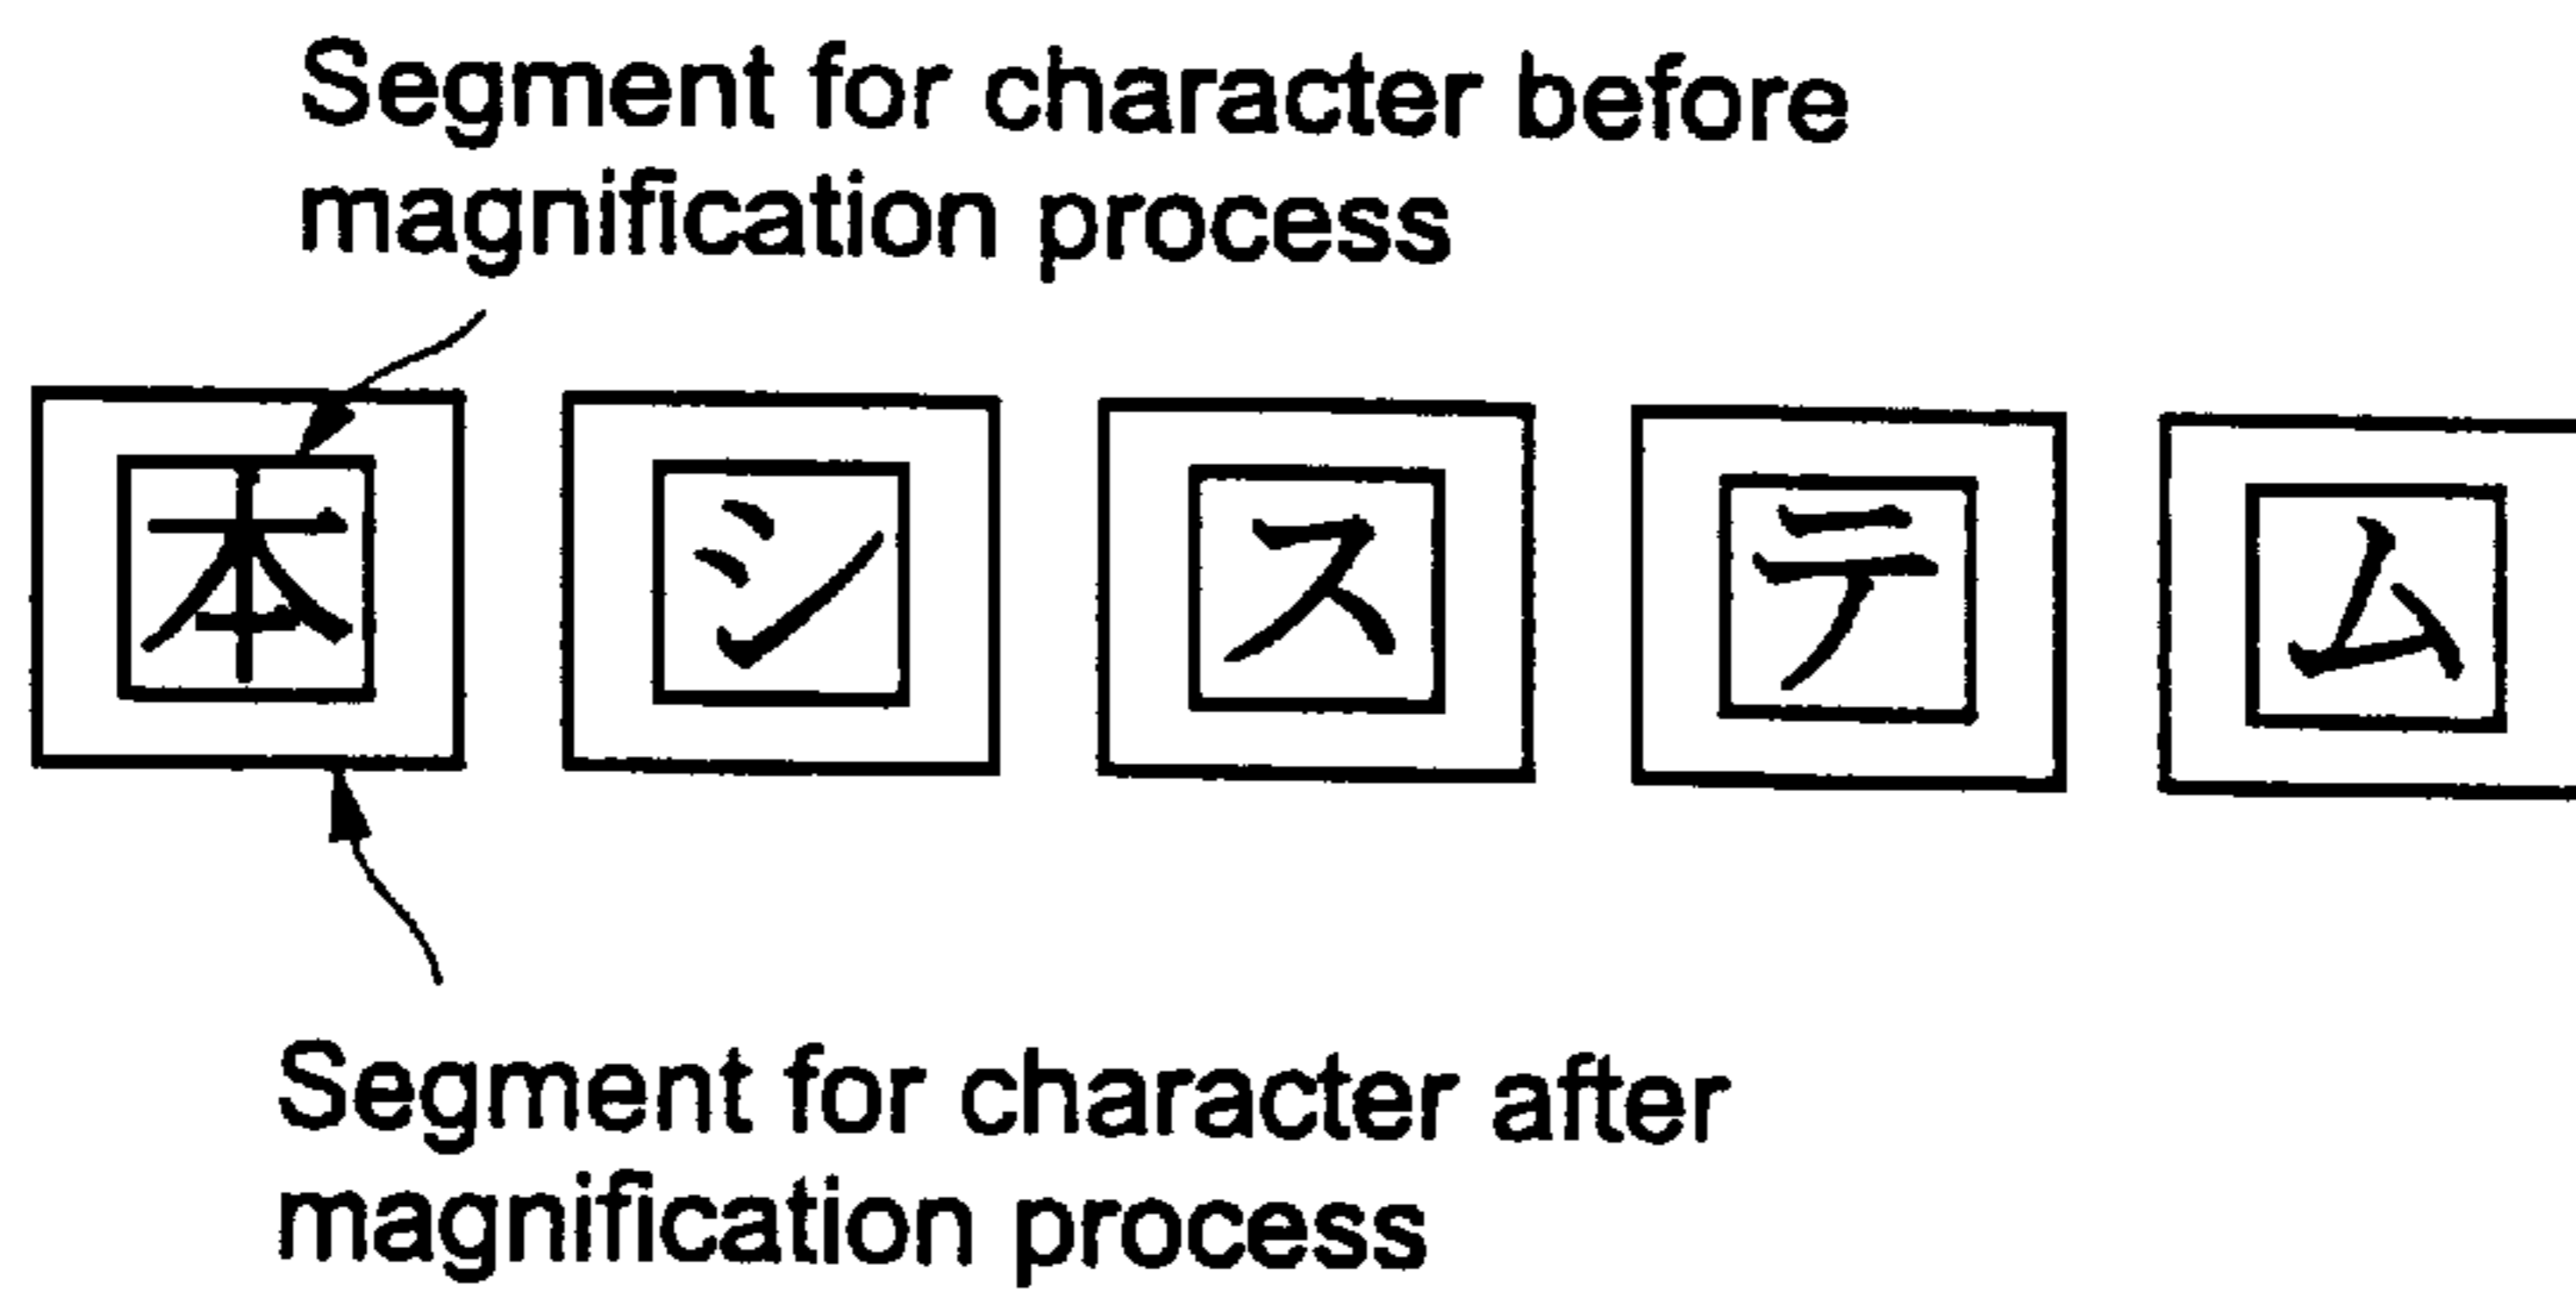 Segment for character before
magnification process
本システム
Segment for character after
magnification process